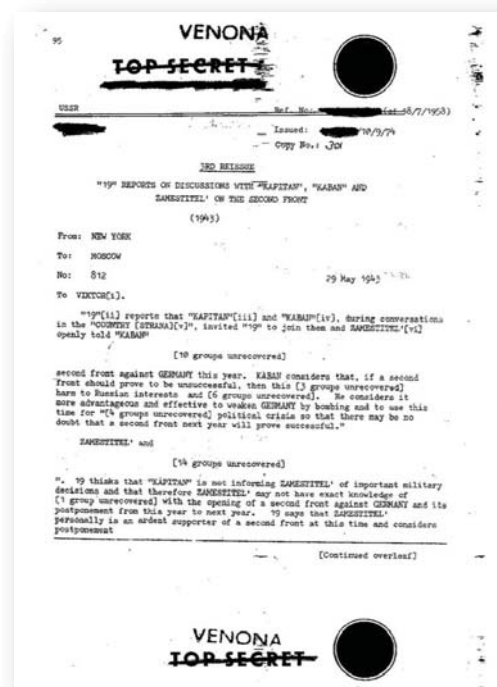 95
VENONA
TOP SECRET
USSR
Ref. No: (of 18/7/1958)
Issued: /10/9/74
Copy No.: 301
3RD REISSUE
"19" REPORTS ON DISCUSSIONS WITH "KAPITAN", "KABAN" AND
ZAMESTITEL' ON THE SECOND FRONT
(1943)
From: NEW YORK
To: MOSCOW
No: 812
29 May 1943
To VIKTOR[i].
"19"[ii] reports that "KAPITAN"[iii] and "KABAN"[iv], during conversations
in the "COUNTRY [STRANA][v]", invited "19" to join them and ZAMESTITEL'[vi]
openly told "KABAN"
[10 groups unrecovered]
second front against GERMANY this year. KABAN considers that, if a second
front should prove to be unsuccessful, then this [3 groups unrecovered]
harm to Russian interests and [6 groups unrecovered]. He considers it
more advantageous and effective to weaken GERMANY by bombing and to use this
time for "[4 groups unrecovered] political crisis so that there may be no
doubt that a second front next year will prove successful."
ZAMESTITEL' and
[14 groups unrecovered]
". 19 thinks that "KAPITAN" is not informing ZAMESTITEL' of important military
decisions and that therefore ZAMESTITEL' may not have exact knowledge of
[1 group unrecovered] with the opening of a second front against GERMANY and its
postponement from this year to next year. 19 says that ZAMESTITEL'
personally is an ardent supporter of a second front at this time and considers
postponement
[Continued overleaf]
VENONA
TOP SECRET